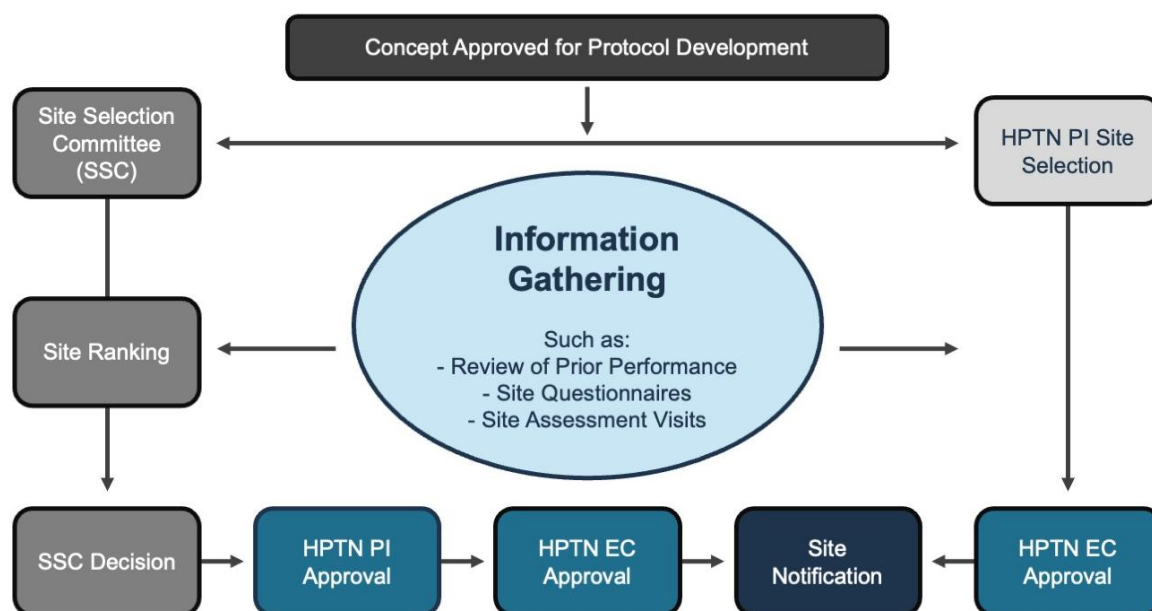 Concept Approved for Protocol Development
Site Selection
Committee
(SSC)
HPTN PI Site
Selection
Information
Gathering
Such as:
- Review of Prior Performance
- Site Questionnaires
- Site Assessment Visits
Site Ranking
SSC Decision
HPTN PI
Approval
HPTN EC
Approval
Site
Notification
HPTN EC
Approval